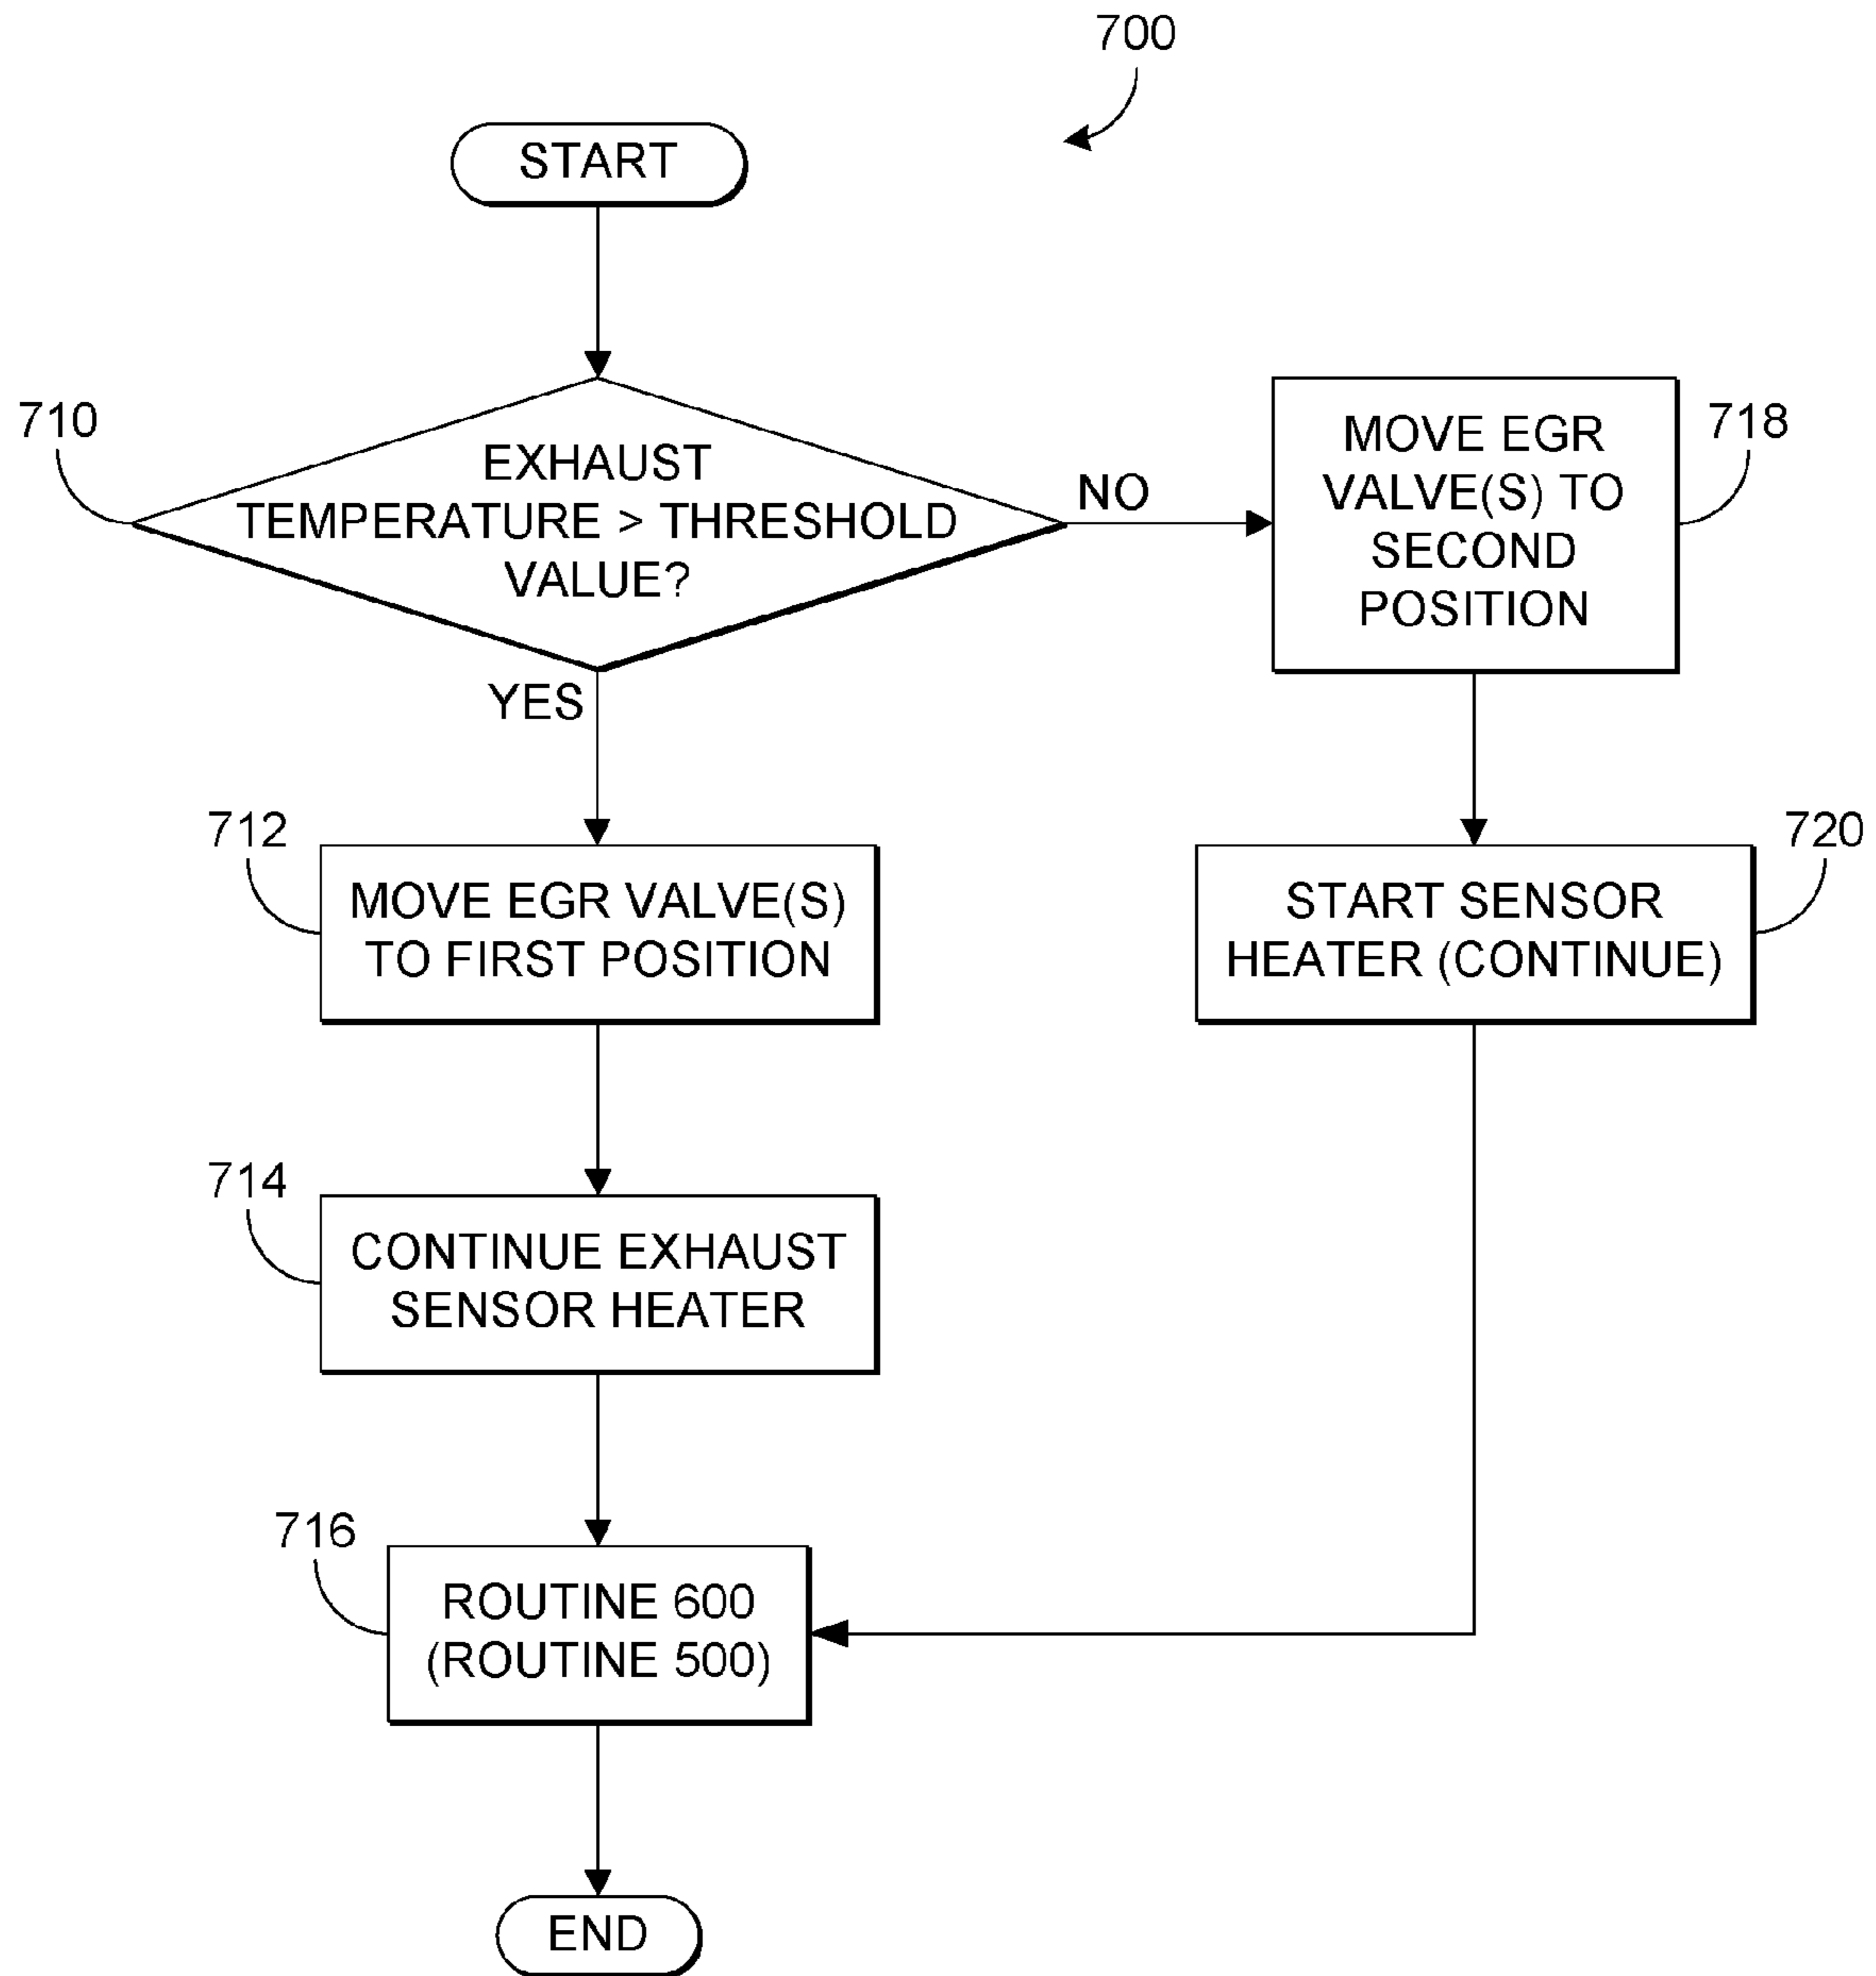 700
START
710
EXHAUST
TEMPERATURE > THRESHOLD
VALUE?
NO
YES
MOVE EGR
VALVE(S) TO
SECOND
POSITION
718
712
MOVE EGR VALVE(S)
TO FIRST POSITION
START SENSOR
HEATER (CONTINUE)
720
714
CONTINUE EXHAUST
SENSOR HEATER
716
ROUTINE 600
(ROUTINE 500)
END